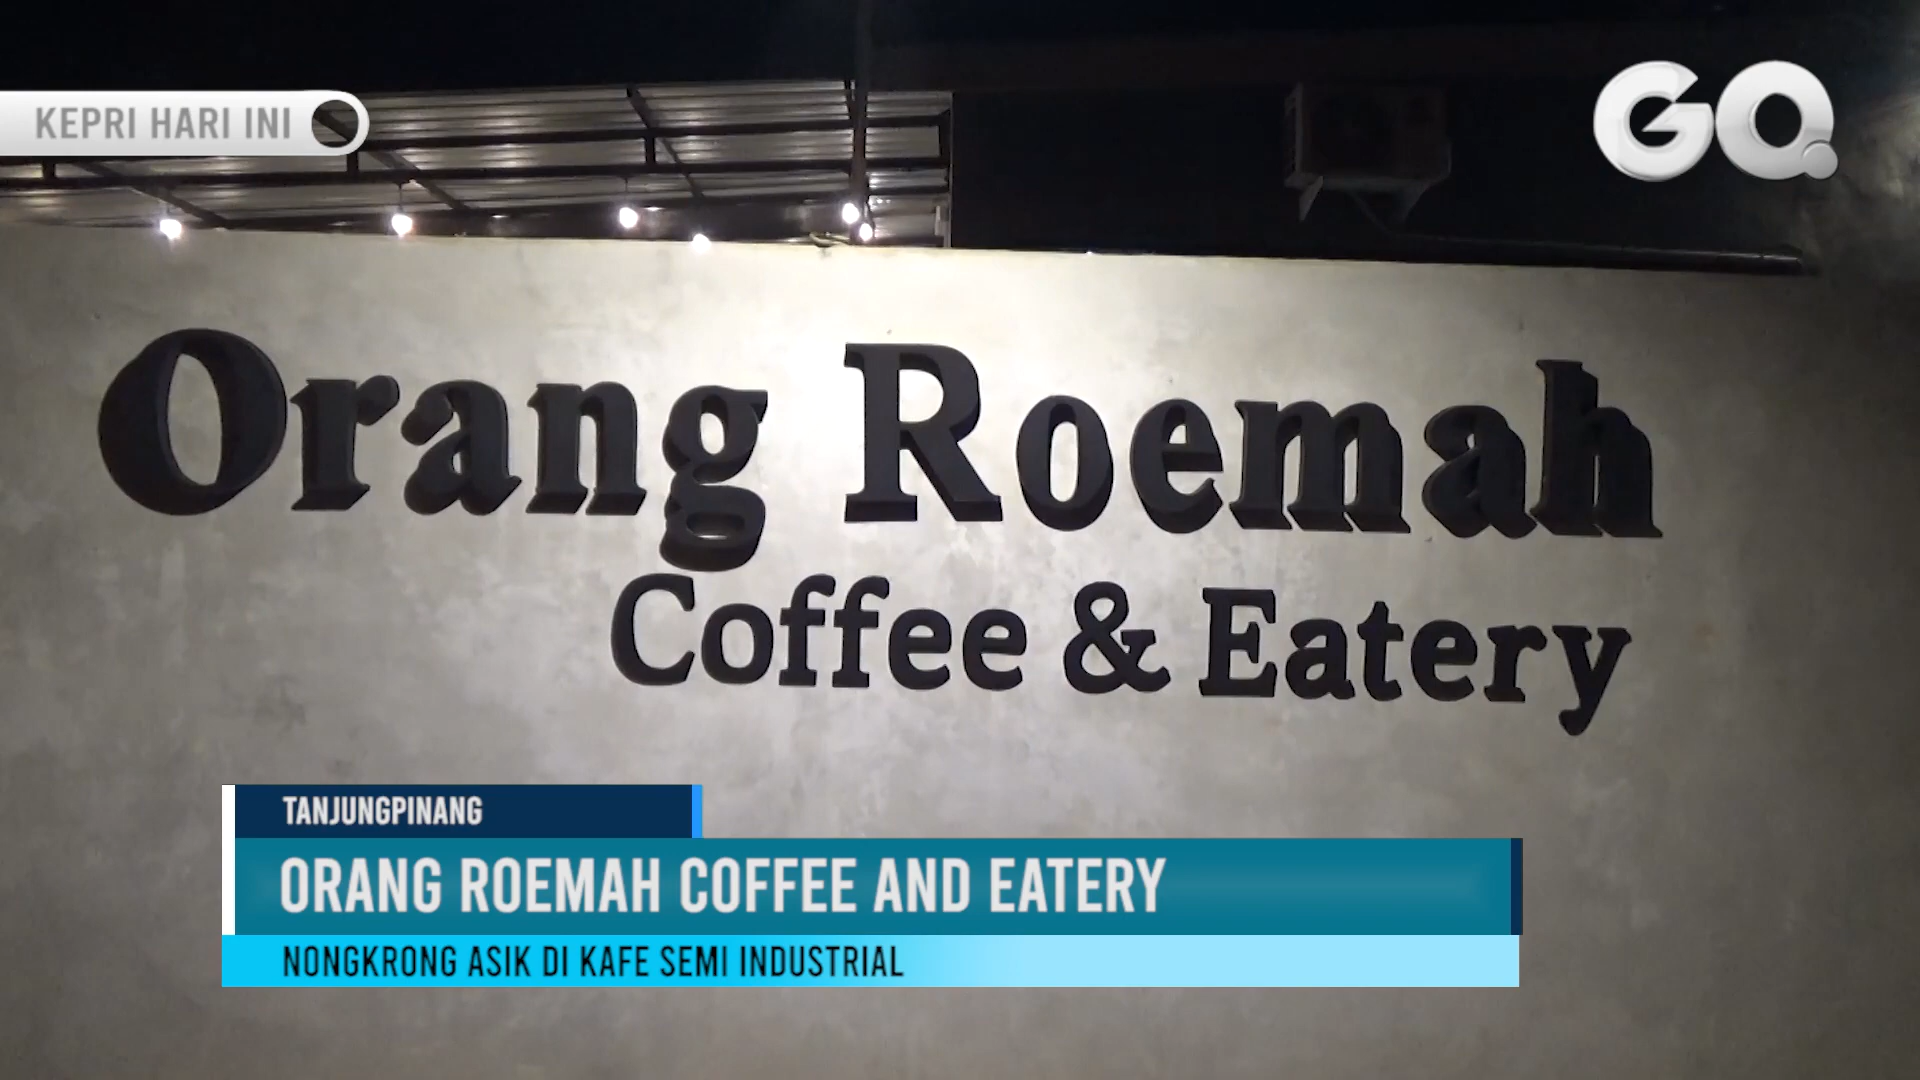 KEPRI HARI INI
GQ
Orang Roemah
Coffee & Eatery
TANJUNGPINANG
ORANG ROEMAH COFFEE AND EATERY
NONGKRONG ASIK DI KAFE SEMI INDUSTRIAL